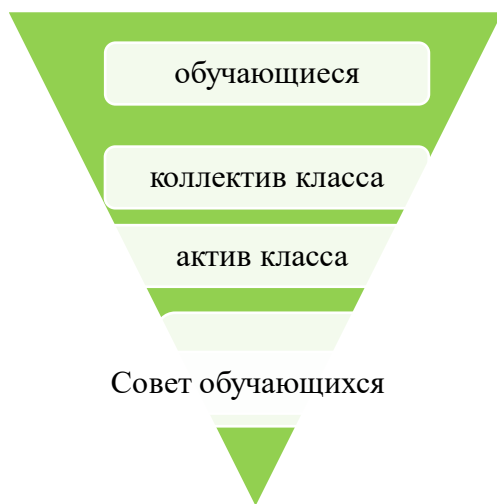 обучающиеся
коллектив класса
актив класса
Совет обучающихся